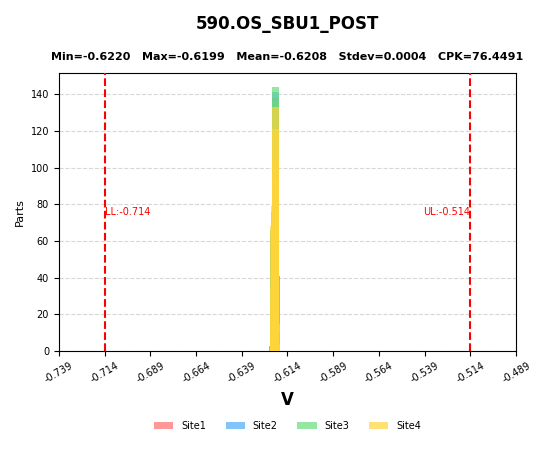 590.OS_SBU1_POST
Min=-0.6220 Max=-0.6199 Mean=-0.6208 Stdev=0.0004 CPK=76.4491
140
120
100
80
60
40
20
0
Parts
LL:-0.714
UL:-0.514
-0.739 -0.714 -0.689 -0.664 -0.639 -0.614 -0.589 -0.564 -0.539 -0.514 -0.489
V
Site1 Site2 Site3 Site4